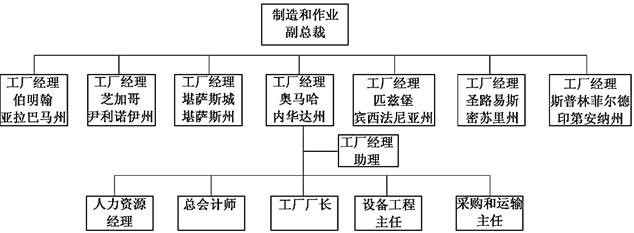 制造和作业
副总裁
工厂经理
伯明翰
亚拉巴马州
工厂经理
芝加哥
尹利诺伊州
工厂经理
堪萨斯城
堪萨斯州
工厂经理
奥马哈
内华达州
工厂经理
匹兹堡
宾西法尼亚州
工厂经理
圣路易斯
密苏里州
工厂经理
斯普林菲尔德
印第安纳州
工厂经理
助理
人力资源
经理
总会计师
工厂厂长
设备工程
主任
采购和运输
主任